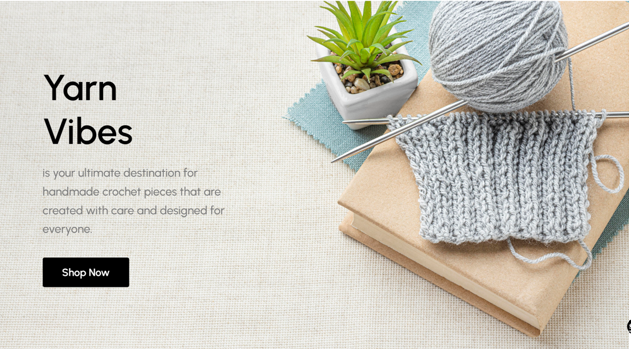 Yarn
Vibes
is your ultimate destination for
handmade crochet pieces that are
created with care and designed for
everyone.
Shop Now